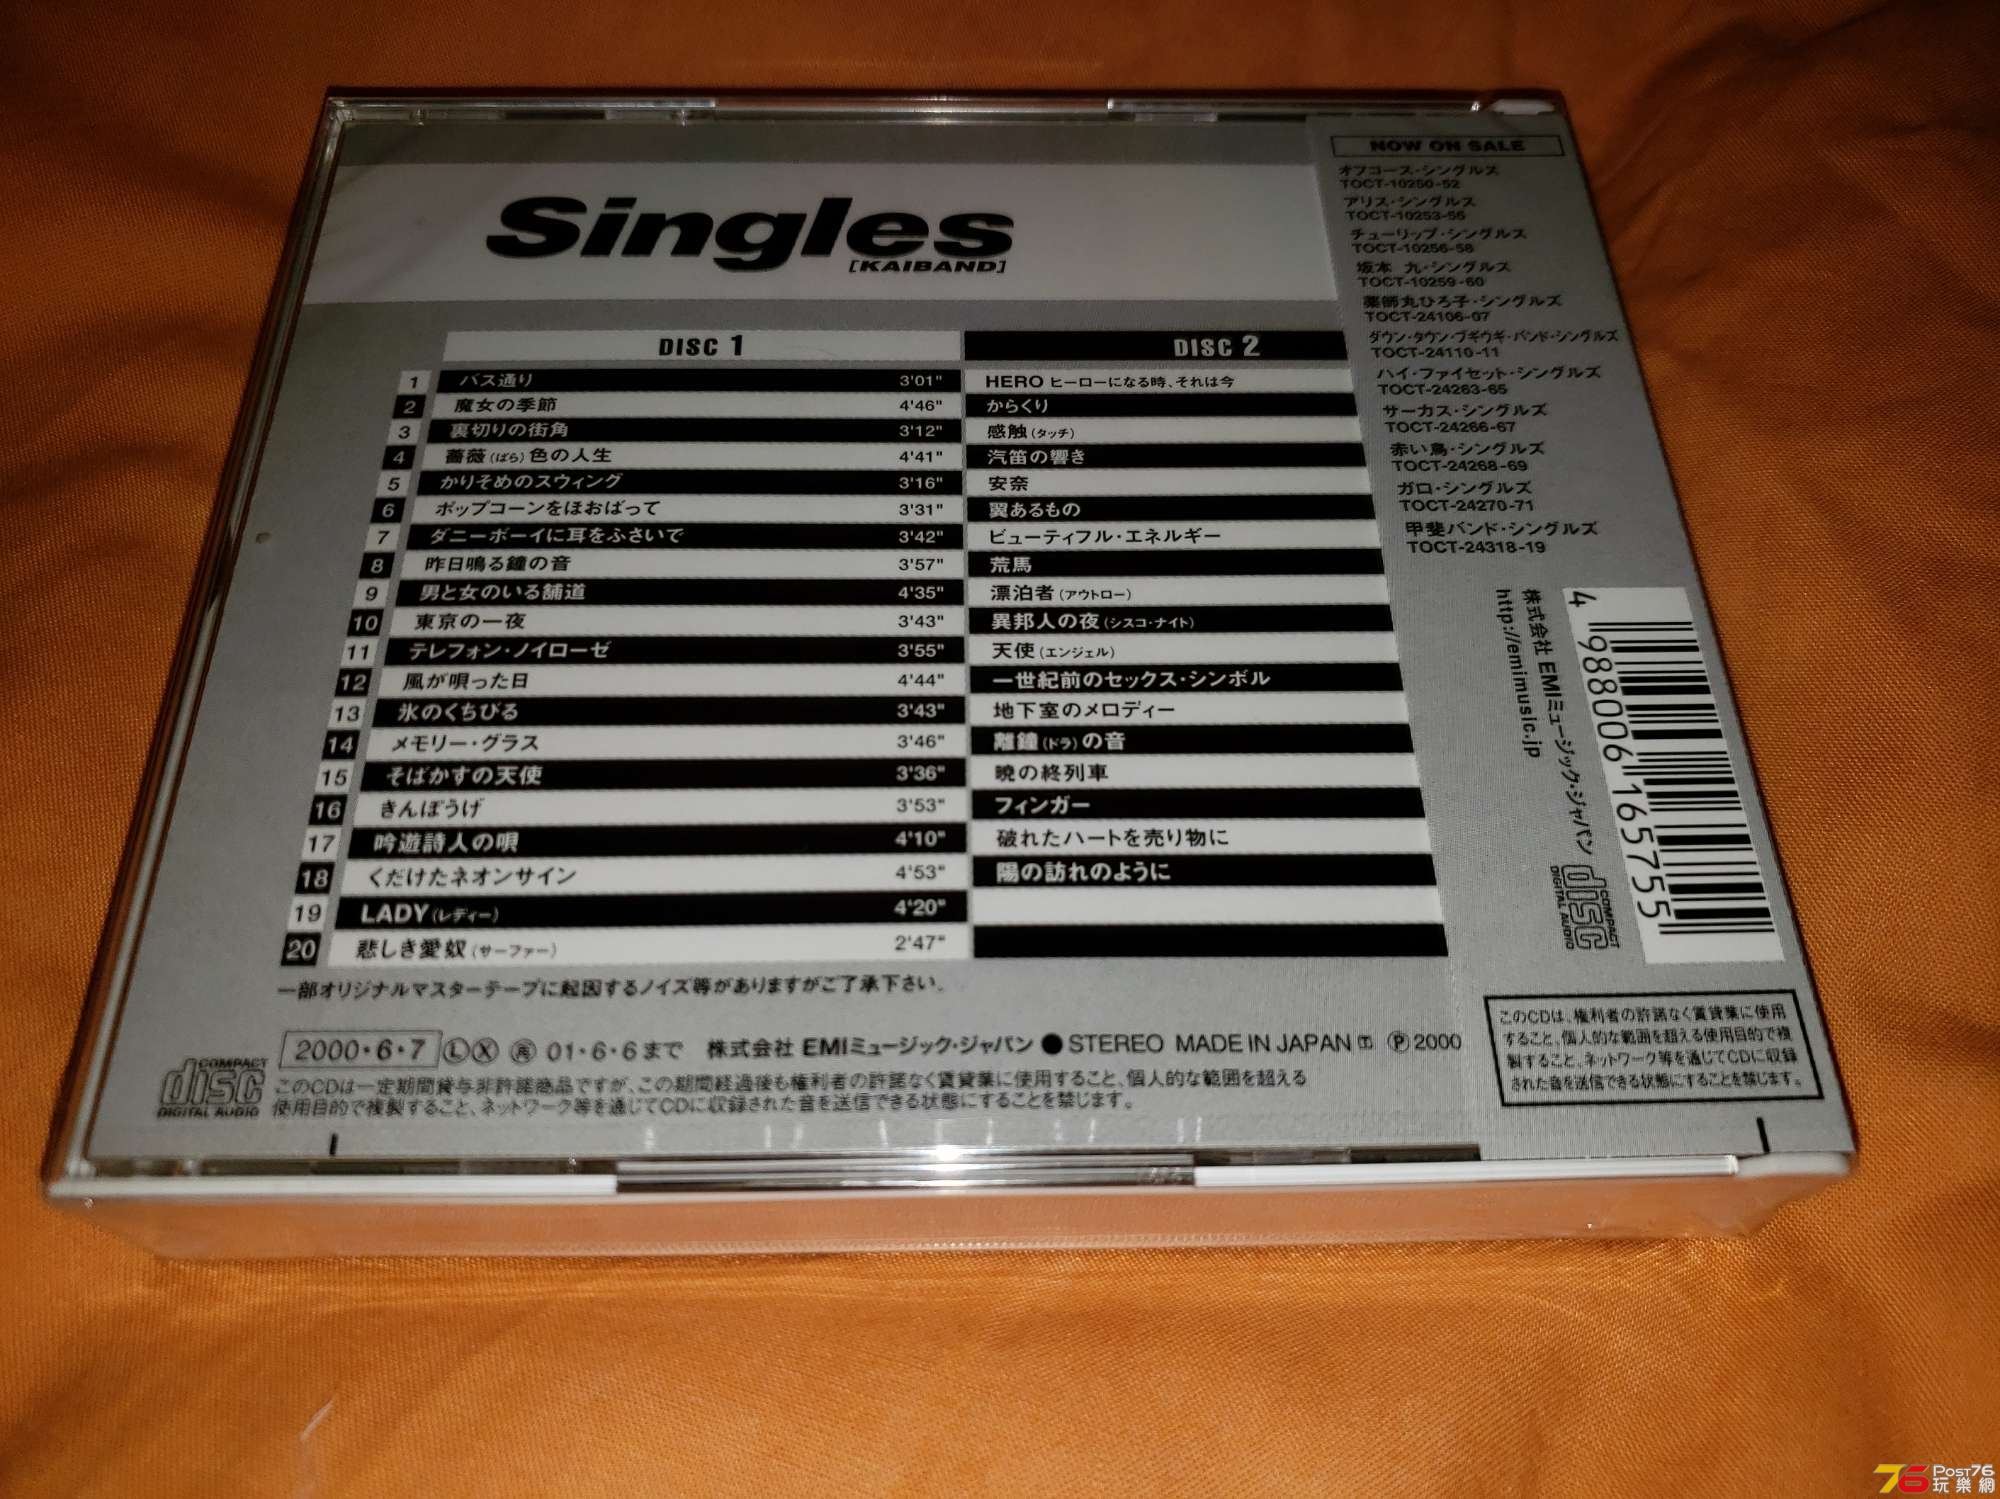 Singles
[KAIBAND]
DISC 1
1 バス通り 3'01"
2 魔女の季節 4'46"
3 裏切りの街角 3'12"
4 薔薇(ばら)色の人生 4'41"
5 かりそめのスウィング 3'16"
6 ポップコーンをほおばって 3'31"
7 ダニーボーイに耳をふさいで 3'42"
8 昨日鳴る鐘の音 3'57"
9 男と女のいる舗道 4'35"
10 東京の一夜 3'43"
11 テレフォン・ノイローゼ 3'55"
12 風が唄った日 4'44"
13 氷のくちびる 3'43"
14 メモリー・グラス 3'46"
15 そばかすの天使 3'36"
16 きんぽうげ 3'53"
17 吟遊詩人の唄 4'10"
18 くだけたネオンサイン 4'53"
19 LADY(レディー) 4'20"
20 悲しき愛奴(サーファー) 2'47"
DISC 2
HERO ヒーローになる時、それは今
からくり
感触(タッチ)
汽笛の響き
安奈
翼あるもの
ビューティフル・エネルギー
荒馬
漂泊者(アウトロー)
異邦人の夜(シスコ・ナイト)
天使(エンジェル)
一世紀前のセックス・シンボル
地下室のメロディー
離鐘(ドラ)の音
暁の終列車
フィンガー
破れたハートを売り物に
陽の訪れのように
一部オリジナルマスターテープに起因するノイズ等がありますがご了承下さい。
2000・6・7 Ⓛ Ⓧ ㊐ 01・6・6まで 株式会社 EMIミュージック・ジャパン ●STEREO MADE IN JAPAN ℗2000
COMPACT
disc
DIGITAL AUDIO
このCDは一定期間貸与非許諾商品ですが、この期間経過後も権利者の許諾なく賃貸業に使用すること、個人的な範囲を超える
使用目的で複製すること、ネットワーク等を通じてCDに収録された音を送信できる状態にすることを禁じます。
NOW ON SALE
オフコース・シングルズ
TOCT-10250-52
アリス・シングルス
TOCT-10253-55
チューリップ・シングルス
TOCT-10256-58
坂本 九・シングルズ
TOCT-10259-60
薬師丸ひろ子・シングルズ
TOCT-24106-07
ダウン・タウン・ブギウギ・バンド・シングルズ
TOCT-24110-11
ハイ・ファイ・セット・シングルズ
TOCT-24263-65
サーカス・シングルズ
TOCT-24266-67
赤い鳥・シングルズ
TOCT-24268-69
ガロ・シングルズ
TOCT-24270-71
甲斐バンド・シングルズ
TOCT-24318-19
株式会社 EMIミュージック・ジャパン
http://emimusic.jp
4 988006 165755
COMPACT
disc
DIGITAL AUDIO
このCDは、権利者の許諾なく賃貸業に使用
すること、個人的な範囲を超える使用目的で複
製すること、ネットワーク等を通じてCDに収録
された音を送信できる状態にすることを禁じます。
76 POST76
玩樂網